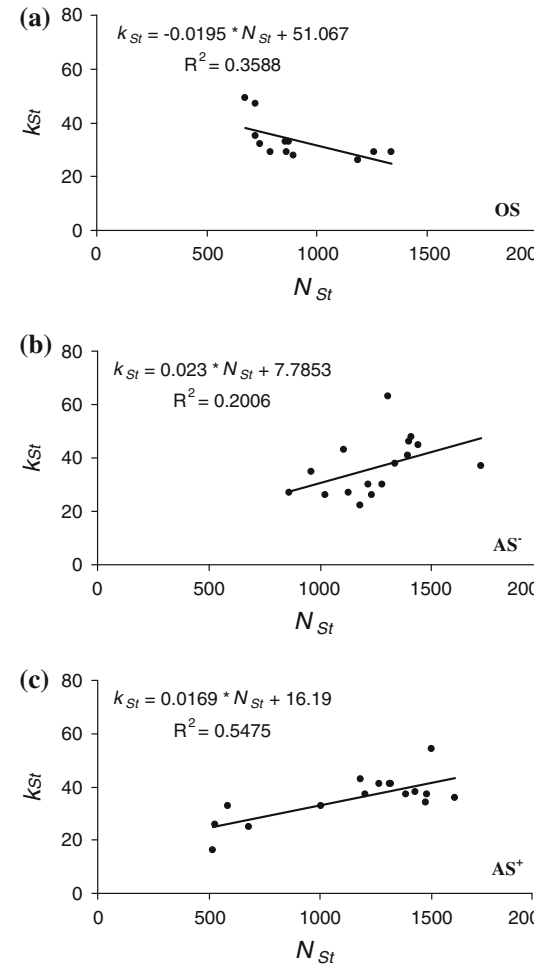 (a)
k_St = -0.0195 * N_St + 51.067
R² = 0.3588
80
60
40
20
0
k_St
OS
0 500 1000 1500 200
N_St
(b)
k_St = 0.023 * N_St + 7.7853
R² = 0.2006
80
60
40
20
0
k_St
AS⁻
0 500 1000 1500 200
N_St
(c)
k_St = 0.0169 * N_St + 16.19
R² = 0.5475
80
60
40
20
0
k_St
AS⁺
0 500 1000 1500 200
N_St